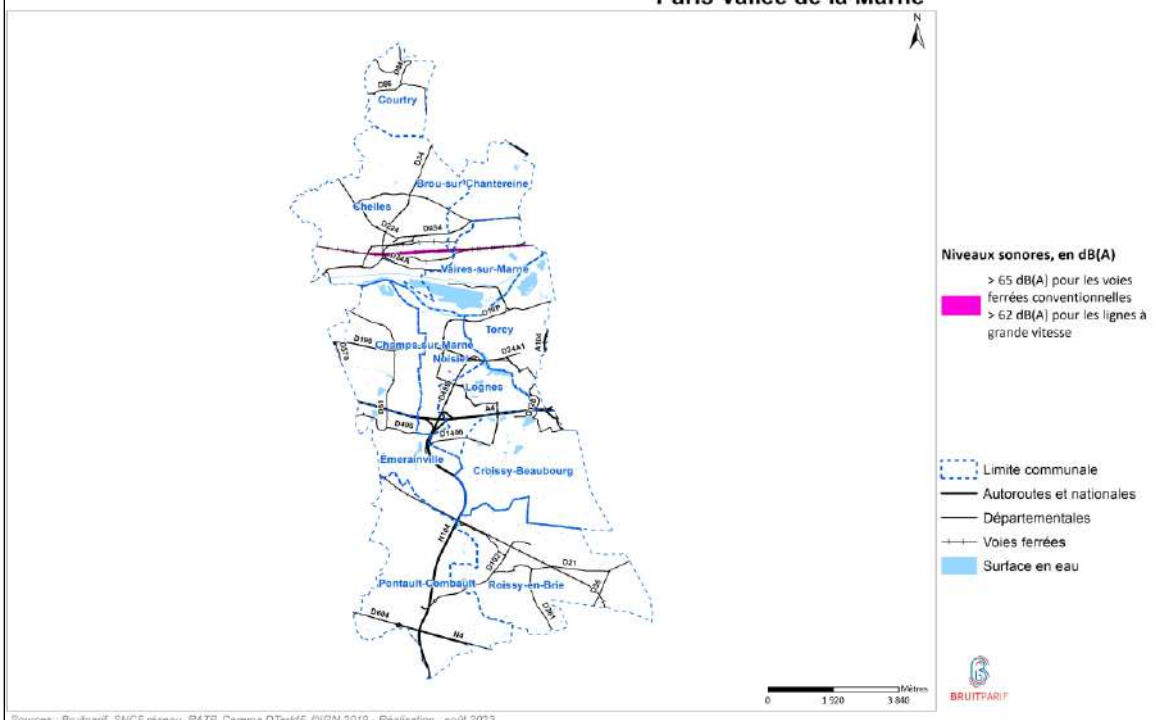 Paris Vallée de la Marne
N
D86
Courtry
D34
Brou-sur-Chantereine
Chelles
D224
D934
D34A
Vaires-sur-Marne
D10P
Torcy
D199
Champs-sur-Marne
D24A1
A104
Noisiel
Lognes
D51
A4
D128
D406
D1406
Émerainville
Croissy-Beaubourg
N104
D1021
D21
Pontault-Combault
Roissy-en-Brie
D361
D604
N4
Niveaux sonores, en dB(A)
> 65 dB(A) pour les voies
ferrées conventionnelles
> 62 dB(A) pour les lignes à
grande vitesse
Limite communale
Autoroutes et nationales
Départementales
Voies ferrées
Surface en eau
Mètres
0 1 920 3 840
BRUITPARIF